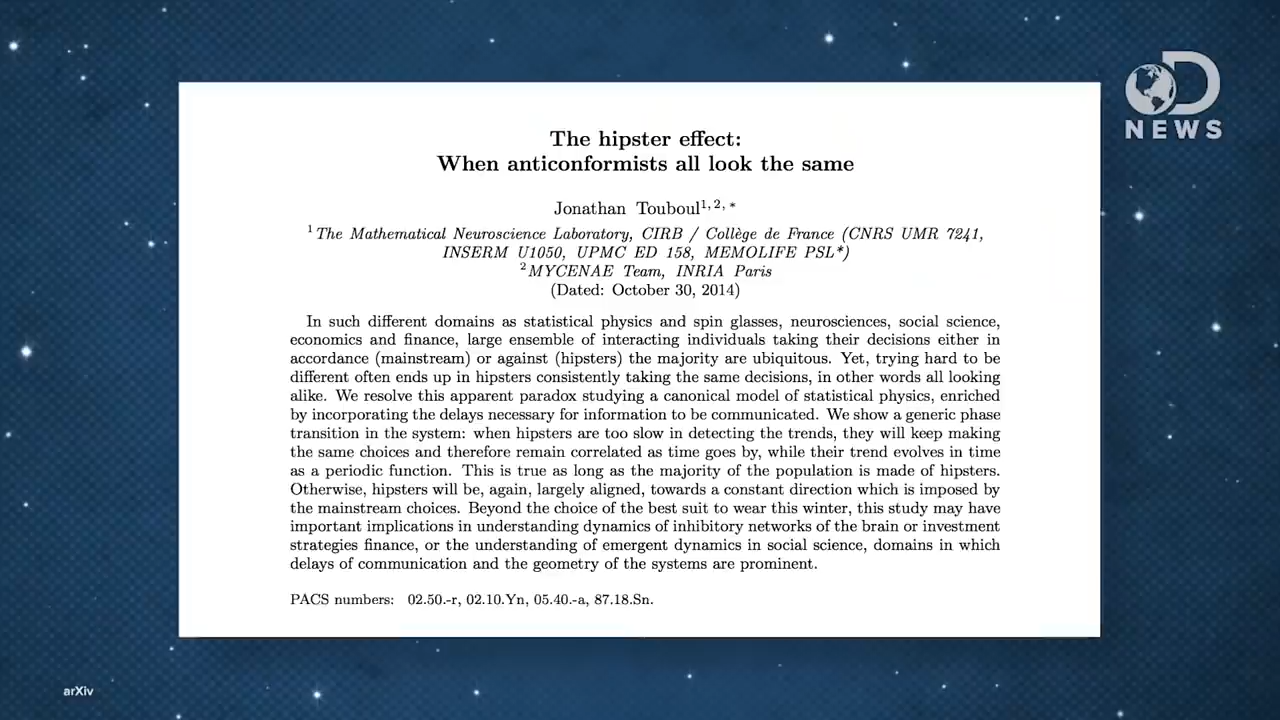 D
NEWS
The hipster effect:
When anticonformists all look the same
Jonathan Touboul1, 2, *
1 The Mathematical Neuroscience Laboratory, CIRB / Collège de France (CNRS UMR 7241,
INSERM U1050, UPMC ED 158, MEMOLIFE PSL*)
2 MYCENAE Team, INRIA Paris
(Dated: October 30, 2014)
In such different domains as statistical physics and spin glasses, neurosciences, social science,
economics and finance, large ensemble of interacting individuals taking their decisions either in
accordance (mainstream) or against (hipsters) the majority are ubiquitous. Yet, trying hard to be
different often ends up in hipsters consistently taking the same decisions, in other words all looking
alike. We resolve this apparent paradox studying a canonical model of statistical physics, enriched
by incorporating the delays necessary for information to be communicated. We show a generic phase
transition in the system: when hipsters are too slow in detecting the trends, they will keep making
the same choices and therefore remain correlated as time goes by, while their trend evolves in time
as a periodic function. This is true as long as the majority of the population is made of hipsters.
Otherwise, hipsters will be, again, largely aligned, towards a constant direction which is imposed by
the mainstream choices. Beyond the choice of the best suit to wear this winter, this study may have
important implications in understanding dynamics of inhibitory networks of the brain or investment
strategies finance, or the understanding of emergent dynamics in social science, domains in which
delays of communication and the geometry of the systems are prominent.
PACS numbers: 02.50.-r, 02.10.Yn, 05.40.-a, 87.18.Sn.
arXiv